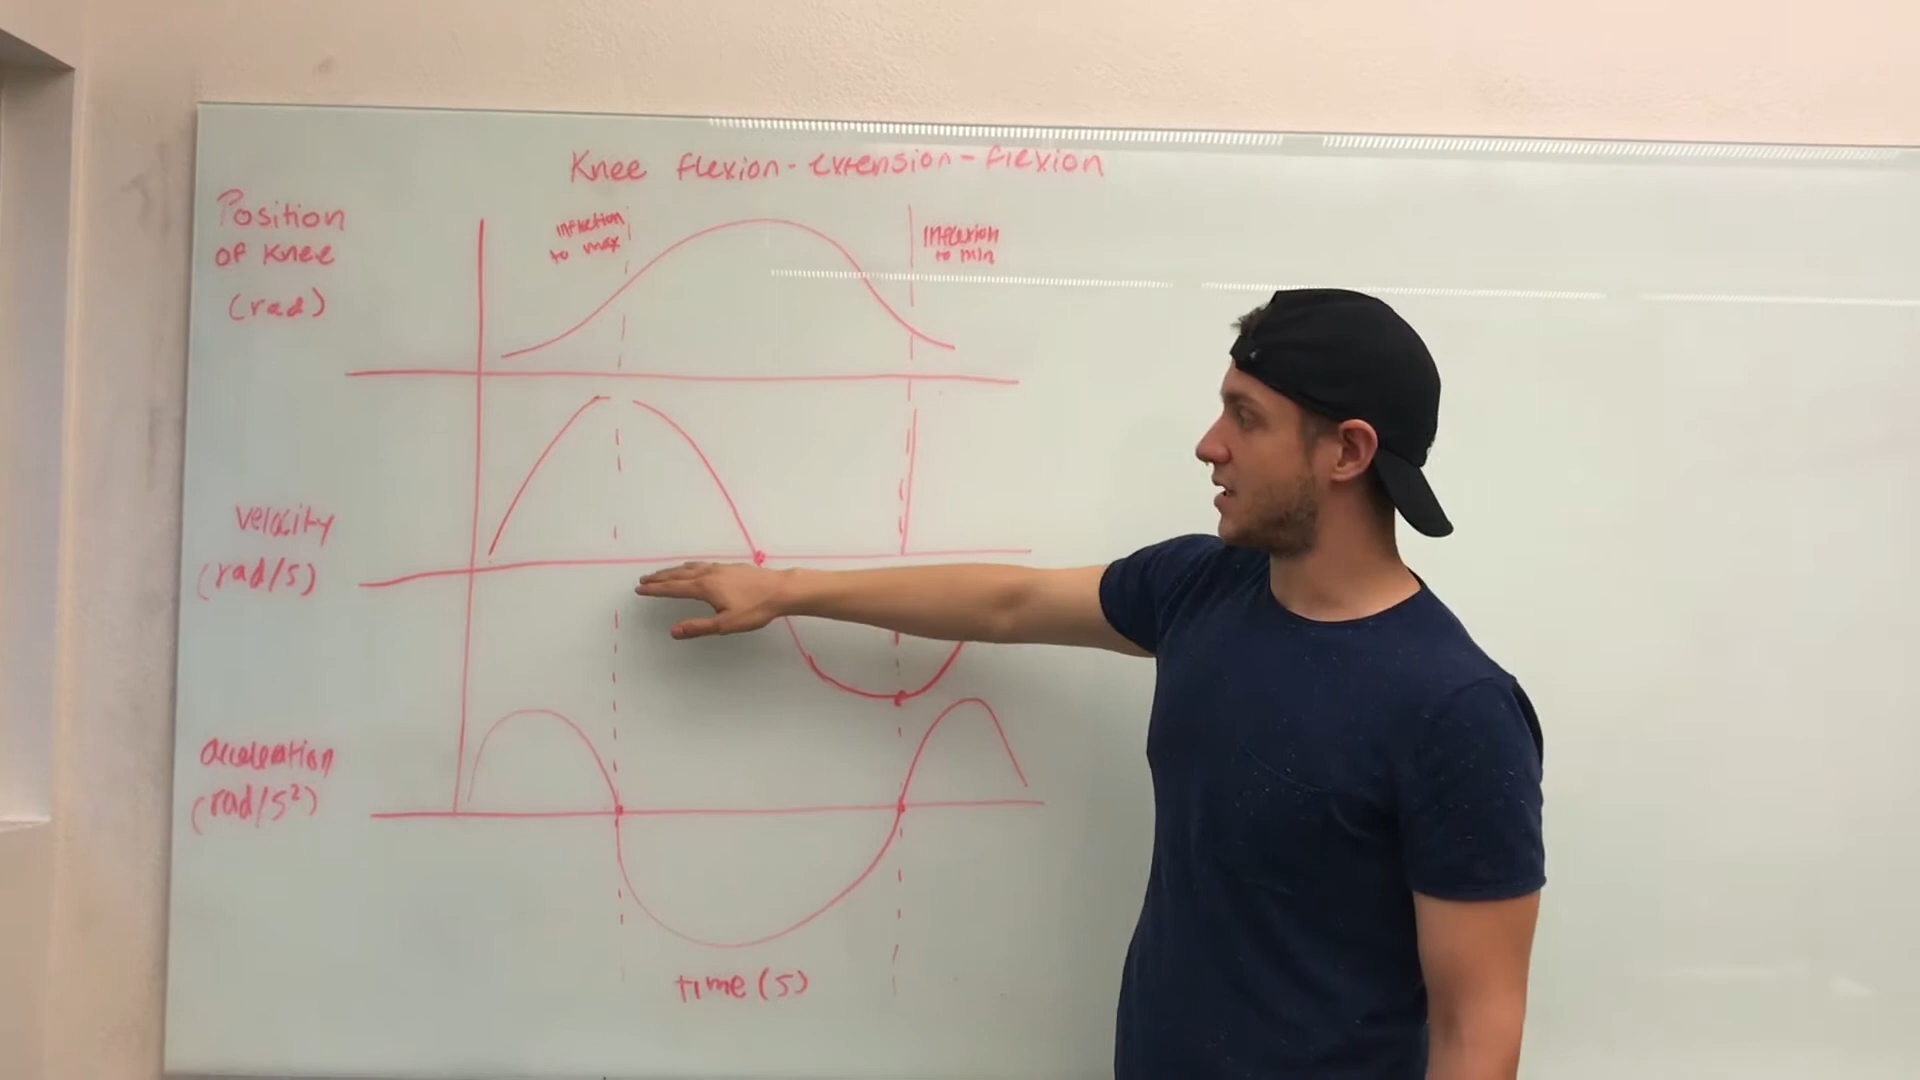 Knee flexion-extension-flexion
Position
of knee
(rad)
inflection
to max
inflexion
to min
velocity
(rad/s)
acceleration
(rad/s²)
time (s)